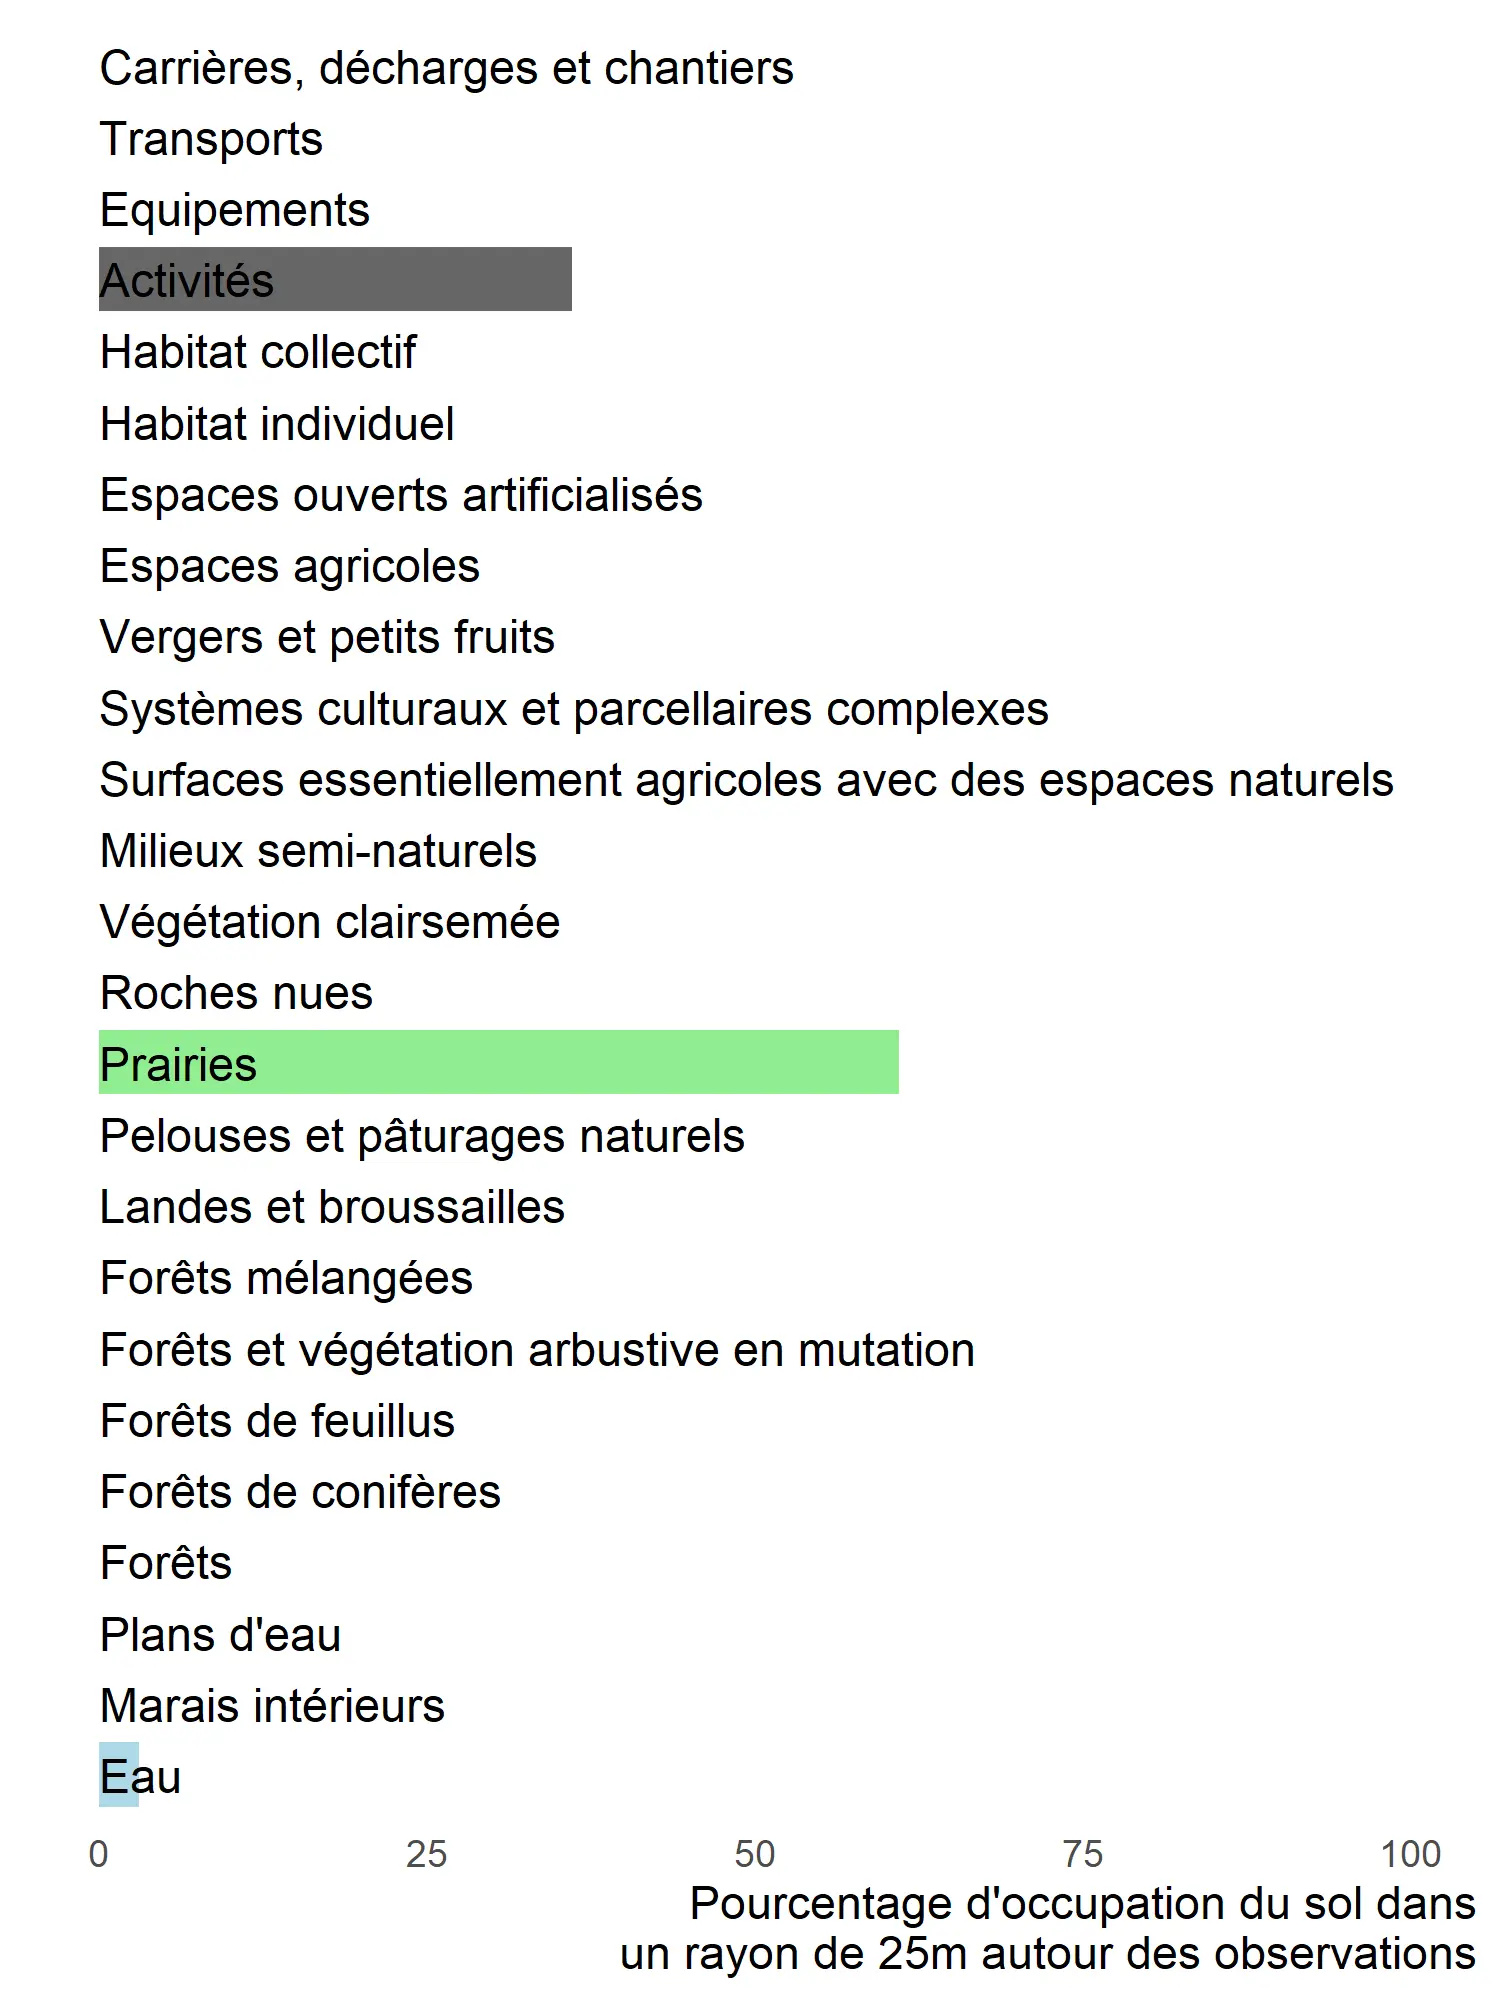 Carrières, décharges et chantiers
Transports
Equipements
Activités
Habitat collectif
Habitat individuel
Espaces ouverts artificialisés
Espaces agricoles
Vergers et petits fruits
Systèmes culturaux et parcellaires complexes
Surfaces essentiellement agricoles avec des espaces naturels
Milieux semi-naturels
Végétation clairsemée
Roches nues
Prairies
Pelouses et pâturages naturels
Landes et broussailles
Forêts mélangées
Forêts et végétation arbustive en mutation
Forêts de feuillus
Forêts de conifères
Forêts
Plans d'eau
Marais intérieurs
Eau
0 25 50 75 100
Pourcentage d'occupation du sol dans
un rayon de 25m autour des observations